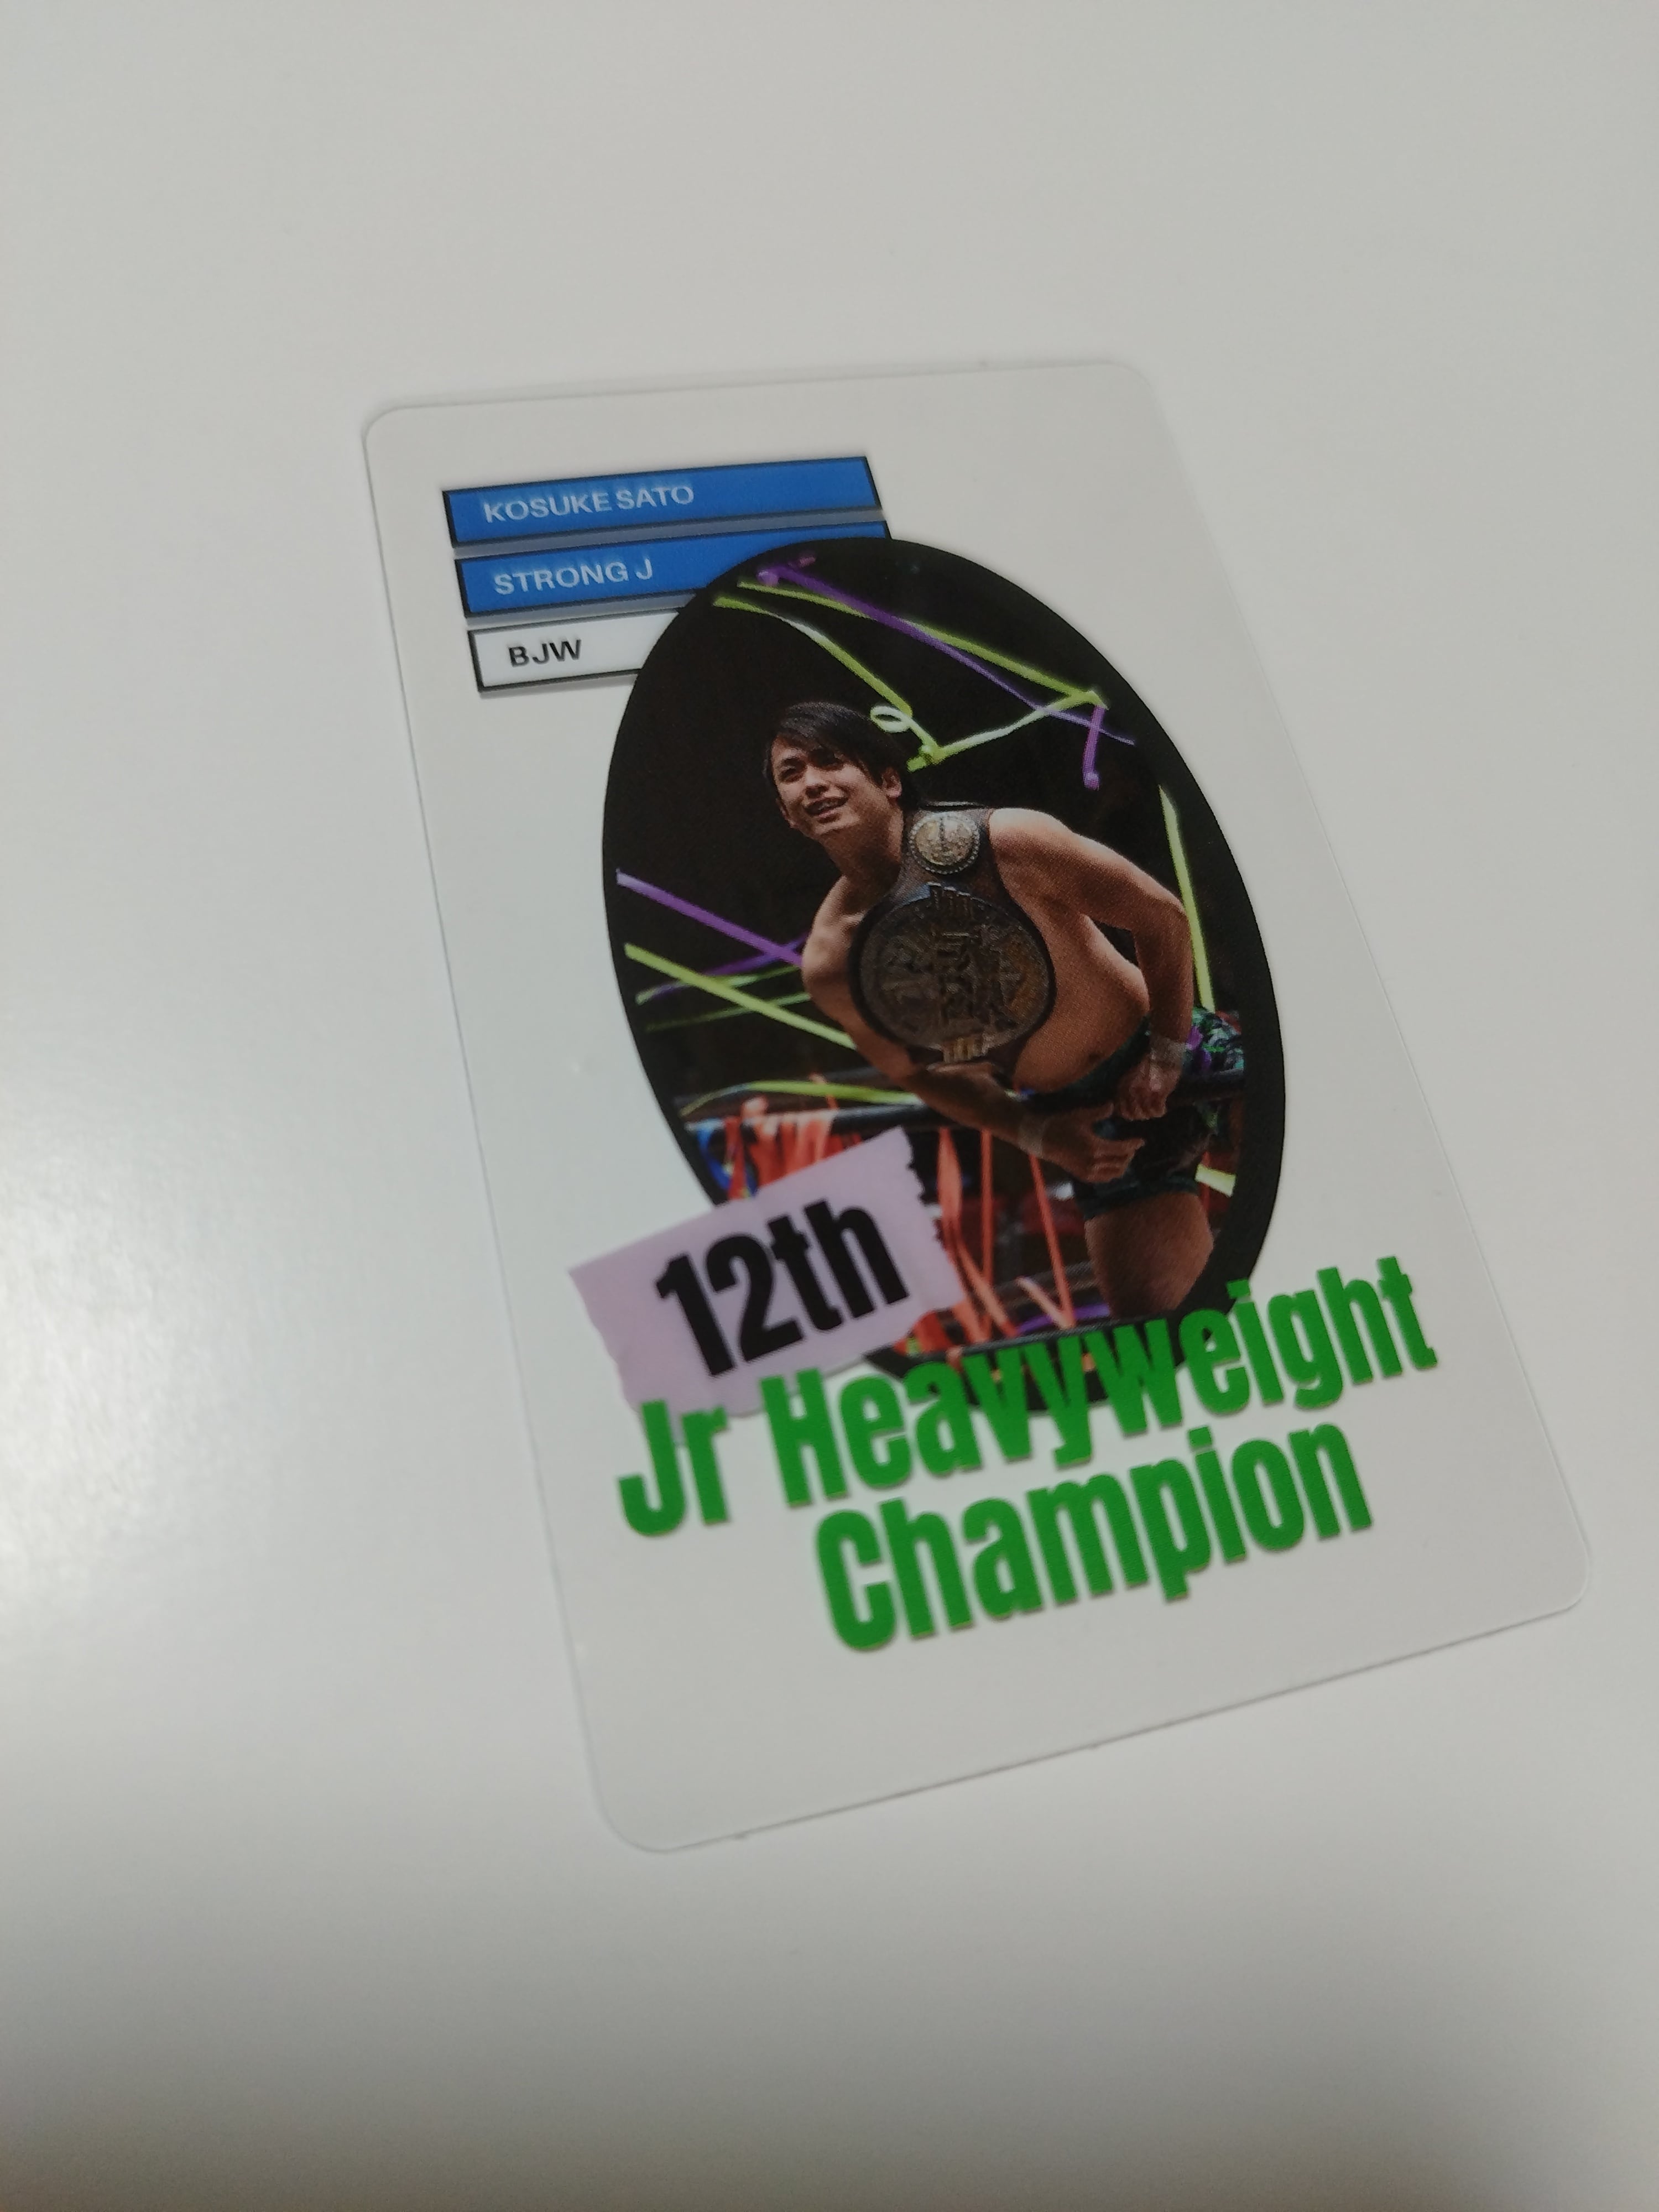 KOSUKE SATO
STRONG J
BJW
12th
Jr Heavyweight
Champion